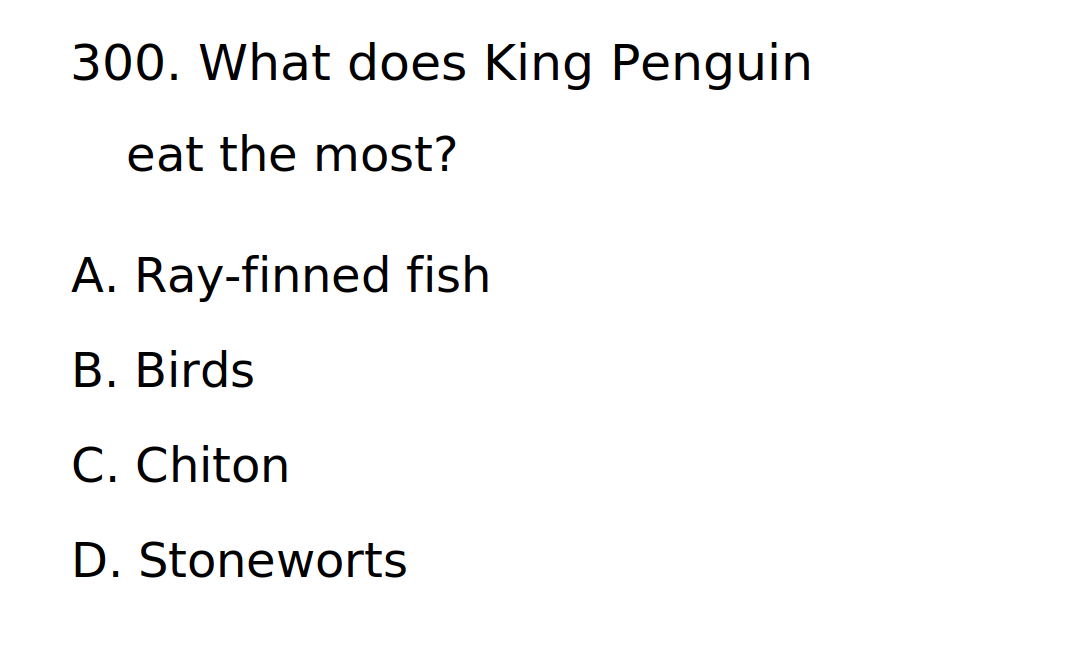 300. What does King Penguin
eat the most?
A. Ray-finned fish
B. Birds
C. Chiton
D. Stoneworts